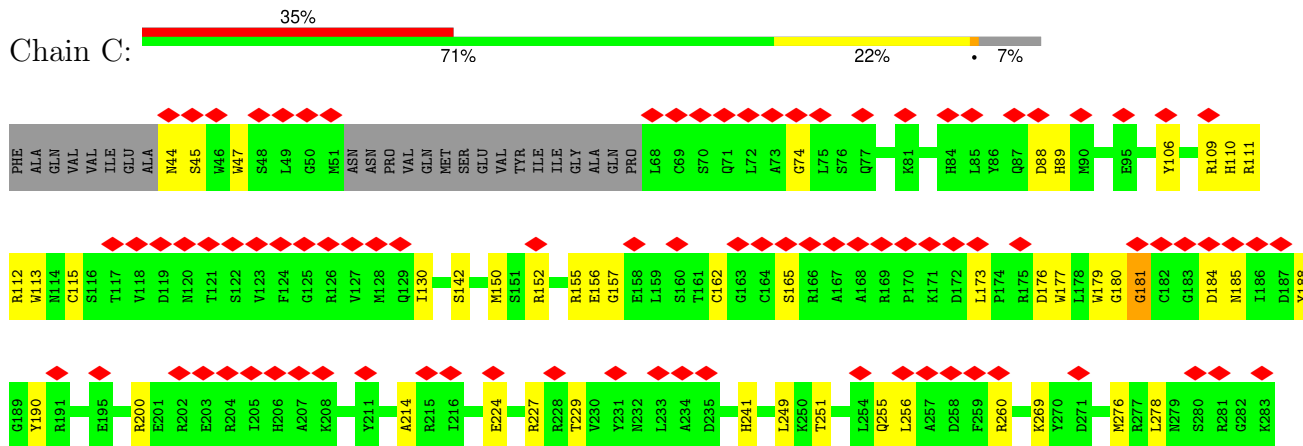 35%
Chain C:
71% 22% • 7%
PHE ALA GLN VAL VAL ILE GLU ALA N44 S45 W46 W47 S48 L49 G50 M51 ASN ASN PRO VAL GLN MET SER GLU VAL TYR ILE ILE GLY ALA GLN PRO L68 C69 S70 Q71 L72 A73 G74 L75 S76 Q77 K81 H84 L85 Y86 Q87 D88 H89 M90 E95 Y106 R109 H110 R111
R112 W113 N114 C115 S116 T117 V118 D119 N120 T121 S122 V123 F124 G125 R126 V127 M128 Q129 I130 S142 M150 S151 R152 R155 E156 G157 E158 L159 S160 T161 C162 G163 C164 S165 R166 A167 A168 R169 P170 K171 D172 L173 P174 R175 D176 W177 L178 W179 G180 G181 C182 G183 D184 N185 I186 D187 Y188
G189 Y190 R191 E195 R200 E201 R202 E203 R204 I205 H206 A207 K208 Y211 A214 R215 I216 E224 R227 R228 T229 V230 Y231 N232 L233 A234 D235 H241 L249 K250 T251 L254 Q255 L256 A257 D258 F259 R260 K269 Y270 D271 M276 R277 L278 N279 S280 R281 G282 K283